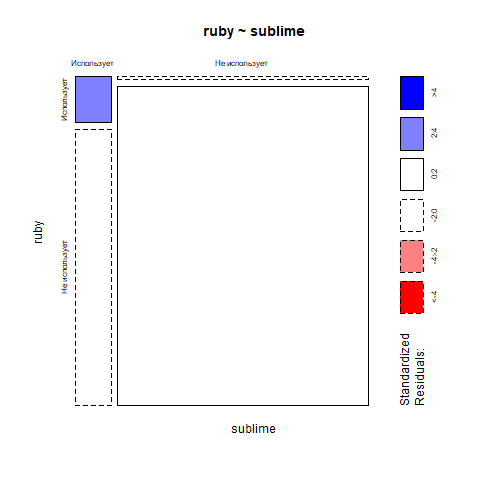 ruby ~ sublime
Использует
Не использует
Использует
Не использует
ruby
sublime
>4
2:4
0:2
-2:0
-4:-2
<-4
Standardized
Residuals: